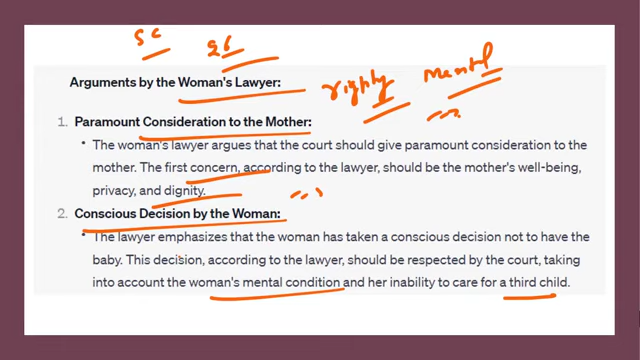 SC 26
Arguments by the Woman's Lawyer:
rights mental
1. Paramount Consideration to the Mother:
• The woman's lawyer argues that the court should give paramount consideration to the
mother. The first concern, according to the lawyer, should be the mother's well-being,
privacy, and dignity.
2. Conscious Decision by the Woman:
• The lawyer emphasizes that the woman has taken a conscious decision not to have the
baby. This decision, according to the lawyer, should be respected by the court, taking
into account the woman's mental condition and her inability to care for a third child.